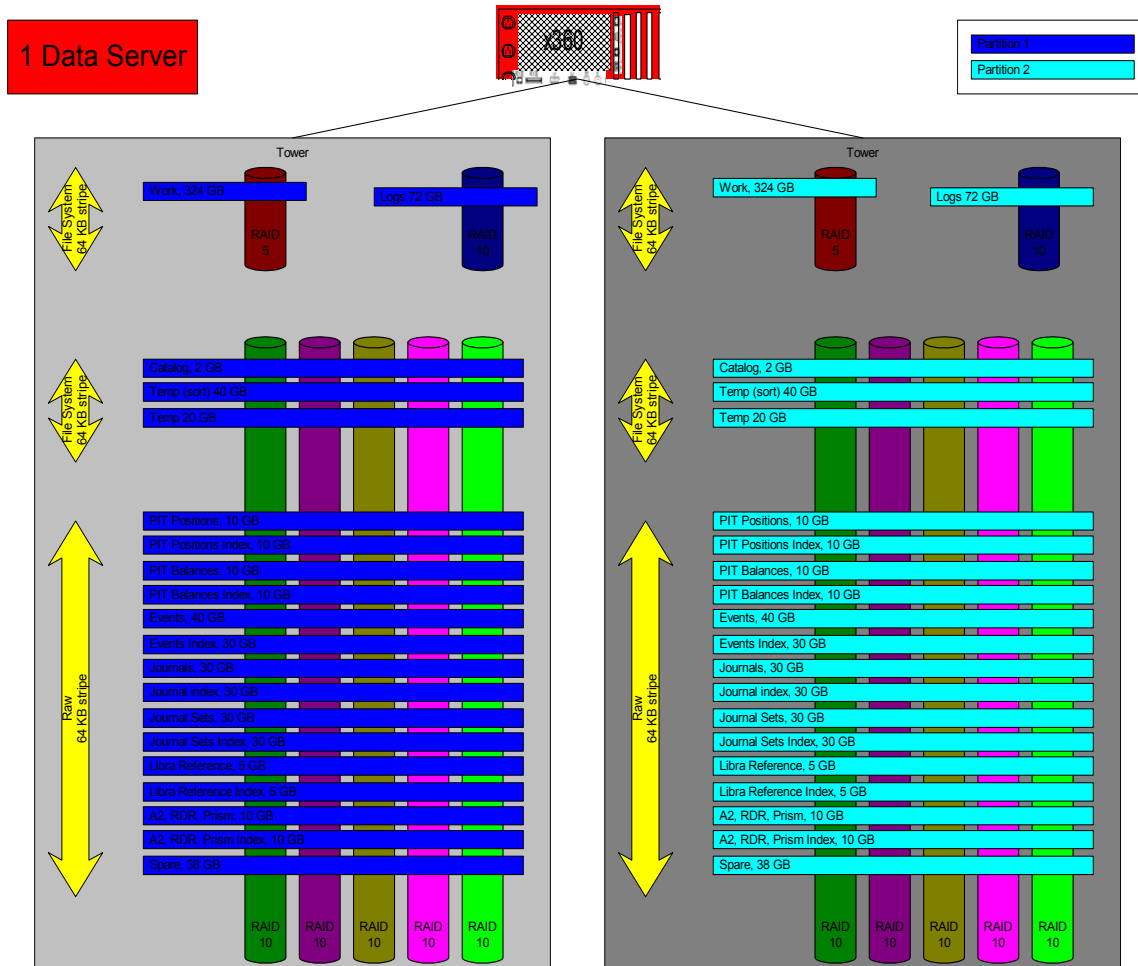 1 Data Server
x360
Partition 1
Partition 2
Tower
File System
64 KB stripe
Work, 324 GB
Logs 72 GB
RAID
5
RAID
10
File System
64 KB stripe
Catalog, 2 GB
Temp (sort) 40 GB
Temp 20 GB
Raw
64 KB stripe
PIT Positions, 10 GB
PIT Positions Index, 10 GB
PIT Balances, 10 GB
PIT Balances Index, 10 GB
Events, 40 GB
Events Index, 30 GB
Journals, 30 GB
Journal index, 30 GB
Journal Sets, 30 GB
Journal Sets Index, 30 GB
Libra Reference, 5 GB
Libra Reference Index, 5 GB
A2, RDR, Prism, 10 GB
A2, RDR, Prism Index, 10 GB
Spare, 38 GB
RAID
10
RAID
10
RAID
10
RAID
10
RAID
10
Tower
File System
64 KB stripe
Work, 324 GB
Logs 72 GB
RAID
5
RAID
10
File System
64 KB stripe
Catalog, 2 GB
Temp (sort) 40 GB
Temp 20 GB
Raw
64 KB stripe
PIT Positions, 10 GB
PIT Positions Index, 10 GB
PIT Balances, 10 GB
PIT Balances Index, 10 GB
Events, 40 GB
Events Index, 30 GB
Journals, 30 GB
Journal index, 30 GB
Journal Sets, 30 GB
Journal Sets Index, 30 GB
Libra Reference, 5 GB
Libra Reference Index, 5 GB
A2, RDR, Prism, 10 GB
A2, RDR, Prism Index, 10 GB
Spare, 38 GB
RAID
10
RAID
10
RAID
10
RAID
10
RAID
10